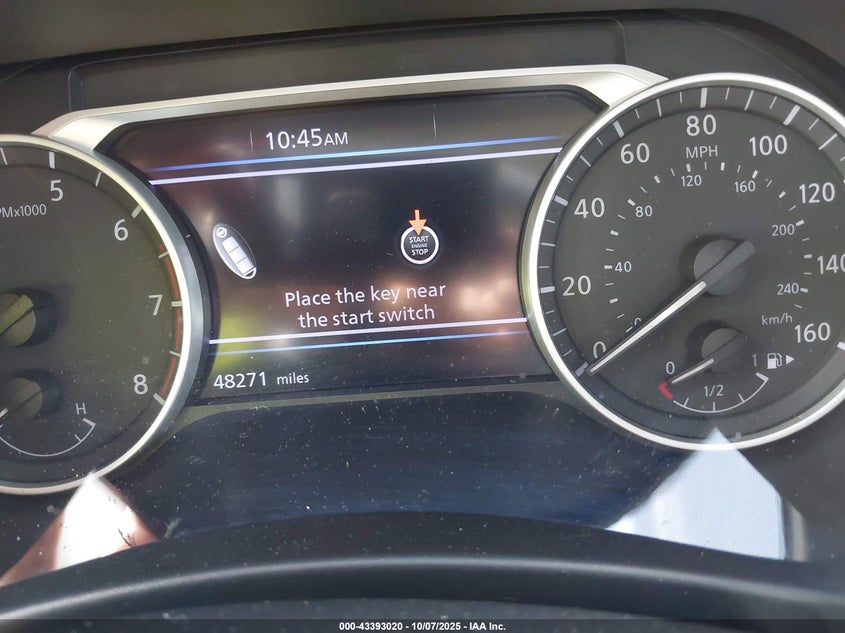 10:45AM
START
ENGINE
STOP
Place the key near
the start switch
48271 miles
5
6
7
8
H
0
20
40
60
80
100
120
140
160
MPH
0
40
80
120
160
200
240
km/h
0
1/2
1
000-43393020 - 10/07/2025 - IAA Inc.